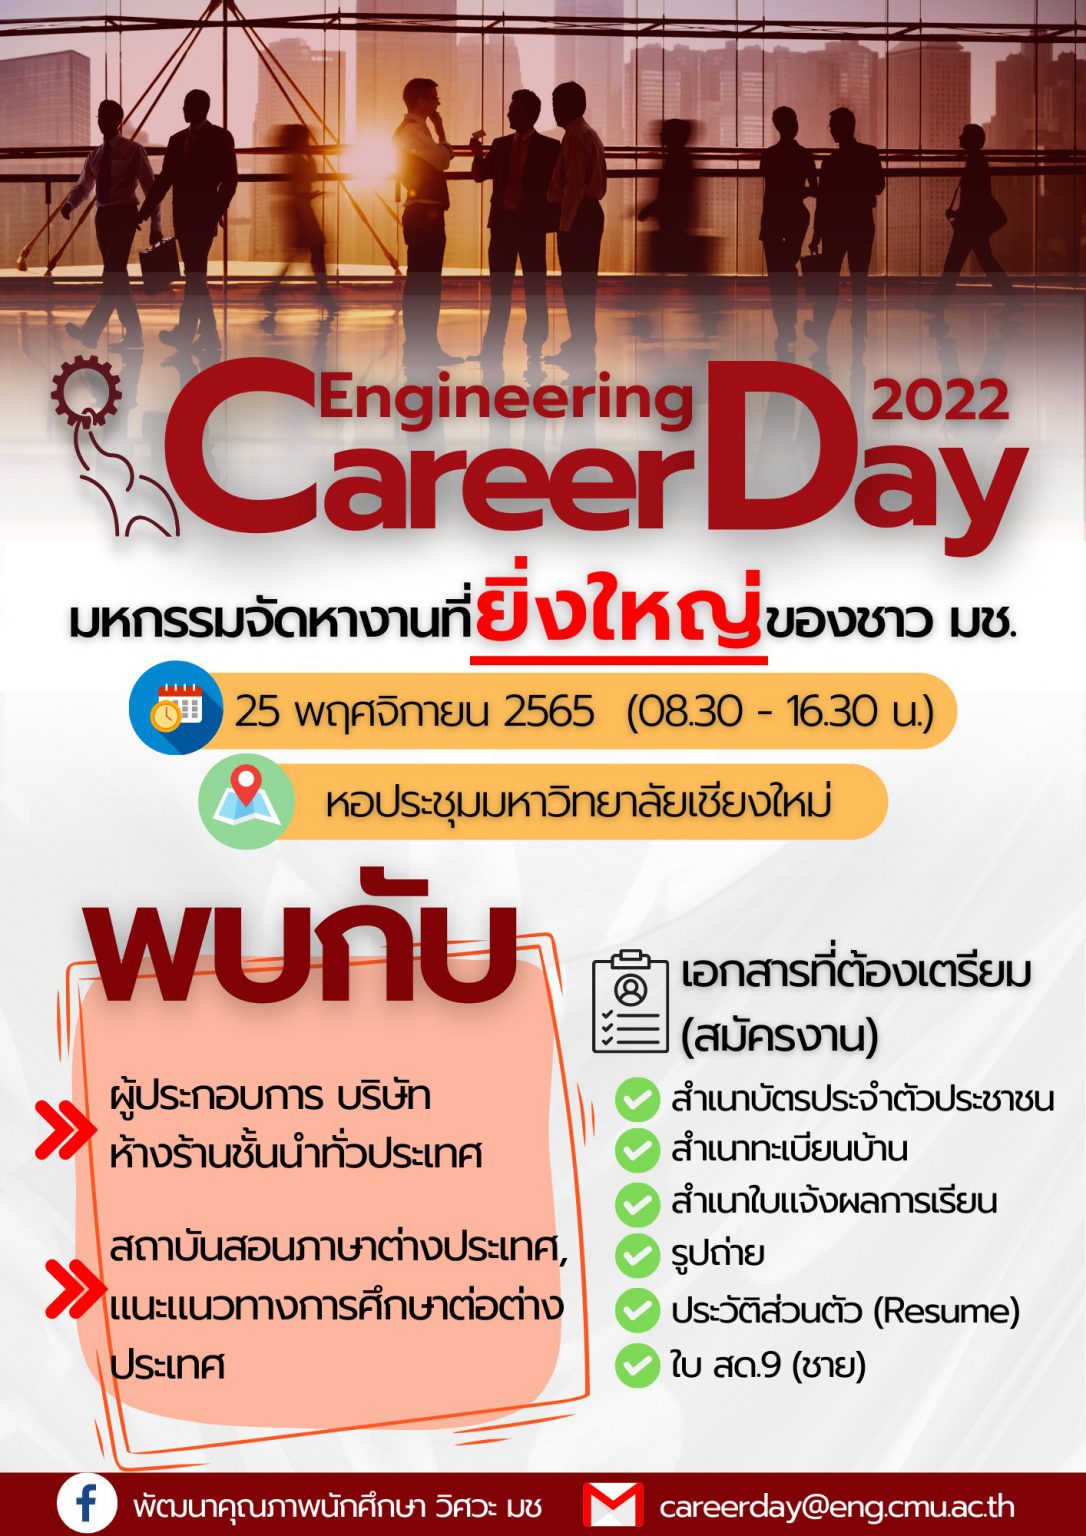 Engineering
Career Day 2022
มหกรรมจัดหางานที่ยิ่งใหญ่ของชาว มช.
25 พฤศจิกายน 2565 (08.30 - 16.30 น.)
หอประชุมมหาวิทยาลัยเชียงใหม่
พบกับ
ผู้ประกอบการ บริษัท
ห้างร้านชั้นนำทั่วประเทศ
สถาบันสอนภาษาต่างประเทศ,
แนะแนวทางการศึกษาต่อต่าง
ประเทศ
เอกสารที่ต้องเตรียม
(สมัครงาน)
สำเนาบัตรประจำตัวประชาชน
สำเนาทะเบียนบ้าน
สำเนาใบแจ้งผลการเรียน
รูปถ่าย
ประวัติส่วนตัว (Resume)
ใบ สด.9 (ชาย)
พัฒนาคุณภาพนักศึกษา วิศวะ มช
careerday@eng.cmu.ac.th